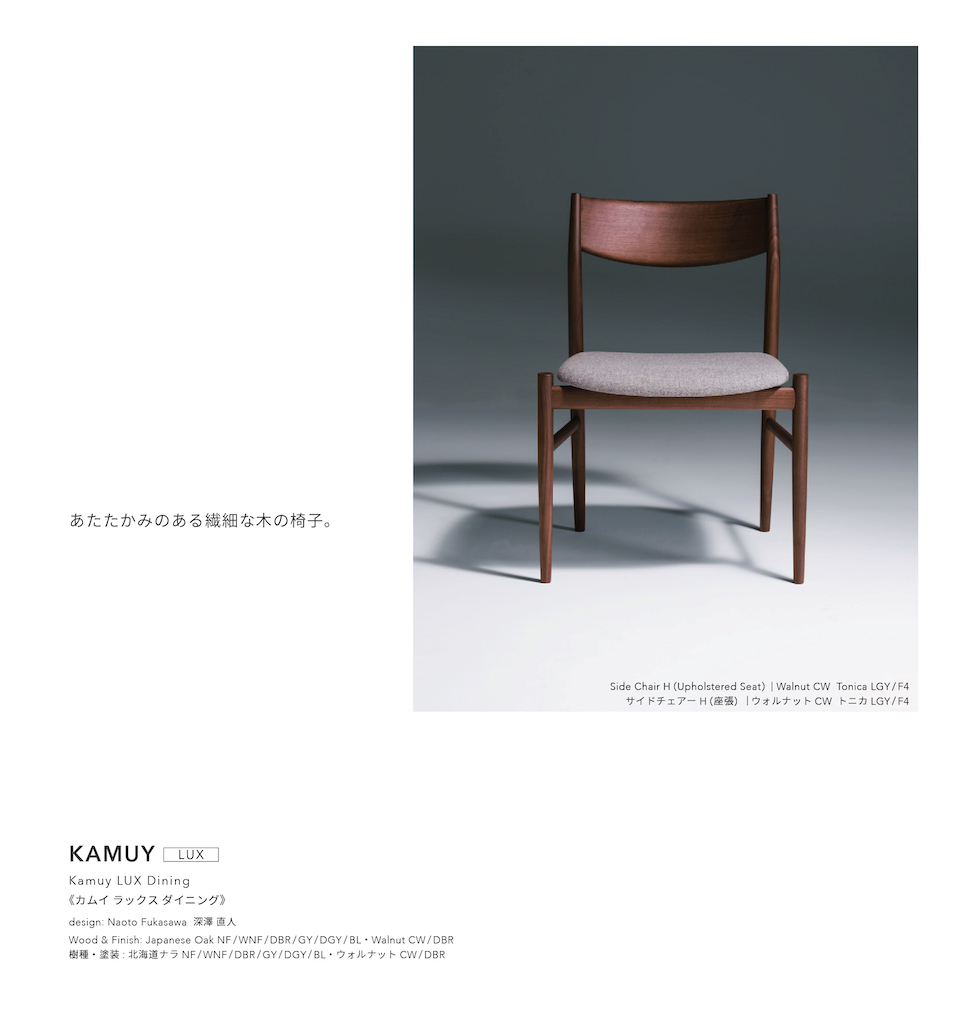 あたたかみのある繊細な木の椅子。
Side Chair H (Upholstered Seat) | Walnut CW Tonica LGY/F4
サイドチェアー H (座張) | ウォルナット CW トニカ LGY/F4
KAMUY LUX
Kamuy LUX Dining
《カムイ ラックス ダイニング》
design: Naoto Fukasawa 深澤 直人
Wood & Finish: Japanese Oak NF/WNF/DBR/GY/DGY/BL・Walnut CW/DBR
樹種・塗装 : 北海道ナラ NF/WNF/DBR/GY/DGY/BL・ウォルナット CW/DBR